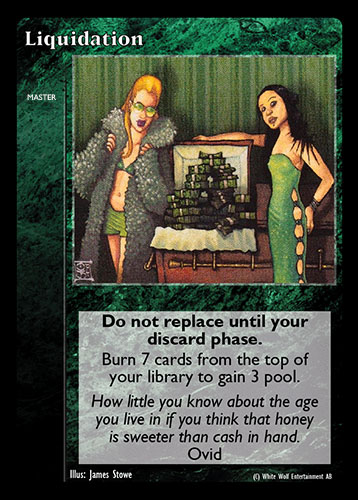 Liquidation
MASTER
Do not replace until your
discard phase.
Burn 7 cards from the top of
your library to gain 3 pool.
How little you know about the age
you live in if you think that honey
is sweeter than cash in hand.
Ovid
Illus: James Stowe
(C) White Wolf Entertainment AB